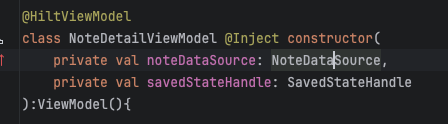 @HiltViewModel
class NoteDetailViewModel @Inject constructor(
    private val noteDataSource: NoteDataSource,
    private val savedStateHandle: SavedStateHandle
):ViewModel(){